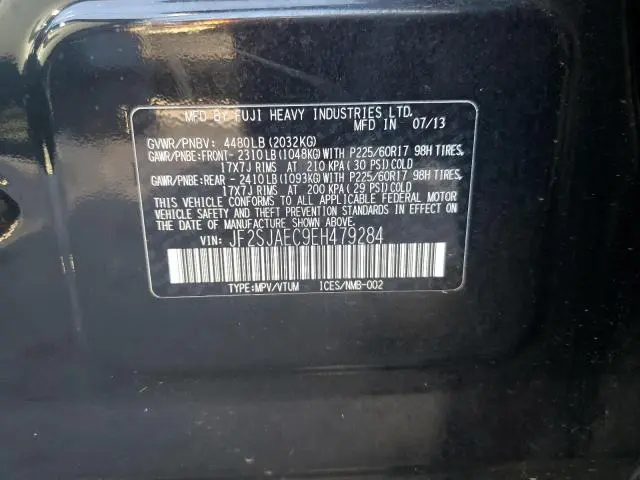 MFD BY FUJI HEAVY INDUSTRIES LTD.
MFD IN 07/13
GVWR/PNBV: 4480LB(2032KG)
GAWR/PNBE:FRONT-2310LB(1048KG)WITH P225/60R17 98H TIRES,
17X7J RIMS AT 210 KPA(30 PSI)COLD
GAWR/PNBE:REAR -2410LB(1093KG)WITH P225/60R17 98H TIRES,
17X7J RIMS AT 200 KPA(29 PSI)COLD
THIS VEHICLE CONFORMS TO ALL APPLICABLE FEDERAL MOTOR
VEHICLE SAFETY AND THEFT PREVENTION STANDARDS IN EFFECT ON
THE DATE OF MANUFACTURE SHOWN ABOVE.
VIN: JF2SJAEC9EH479284
TYPE:MPV/VTUM ICES/NMB-002